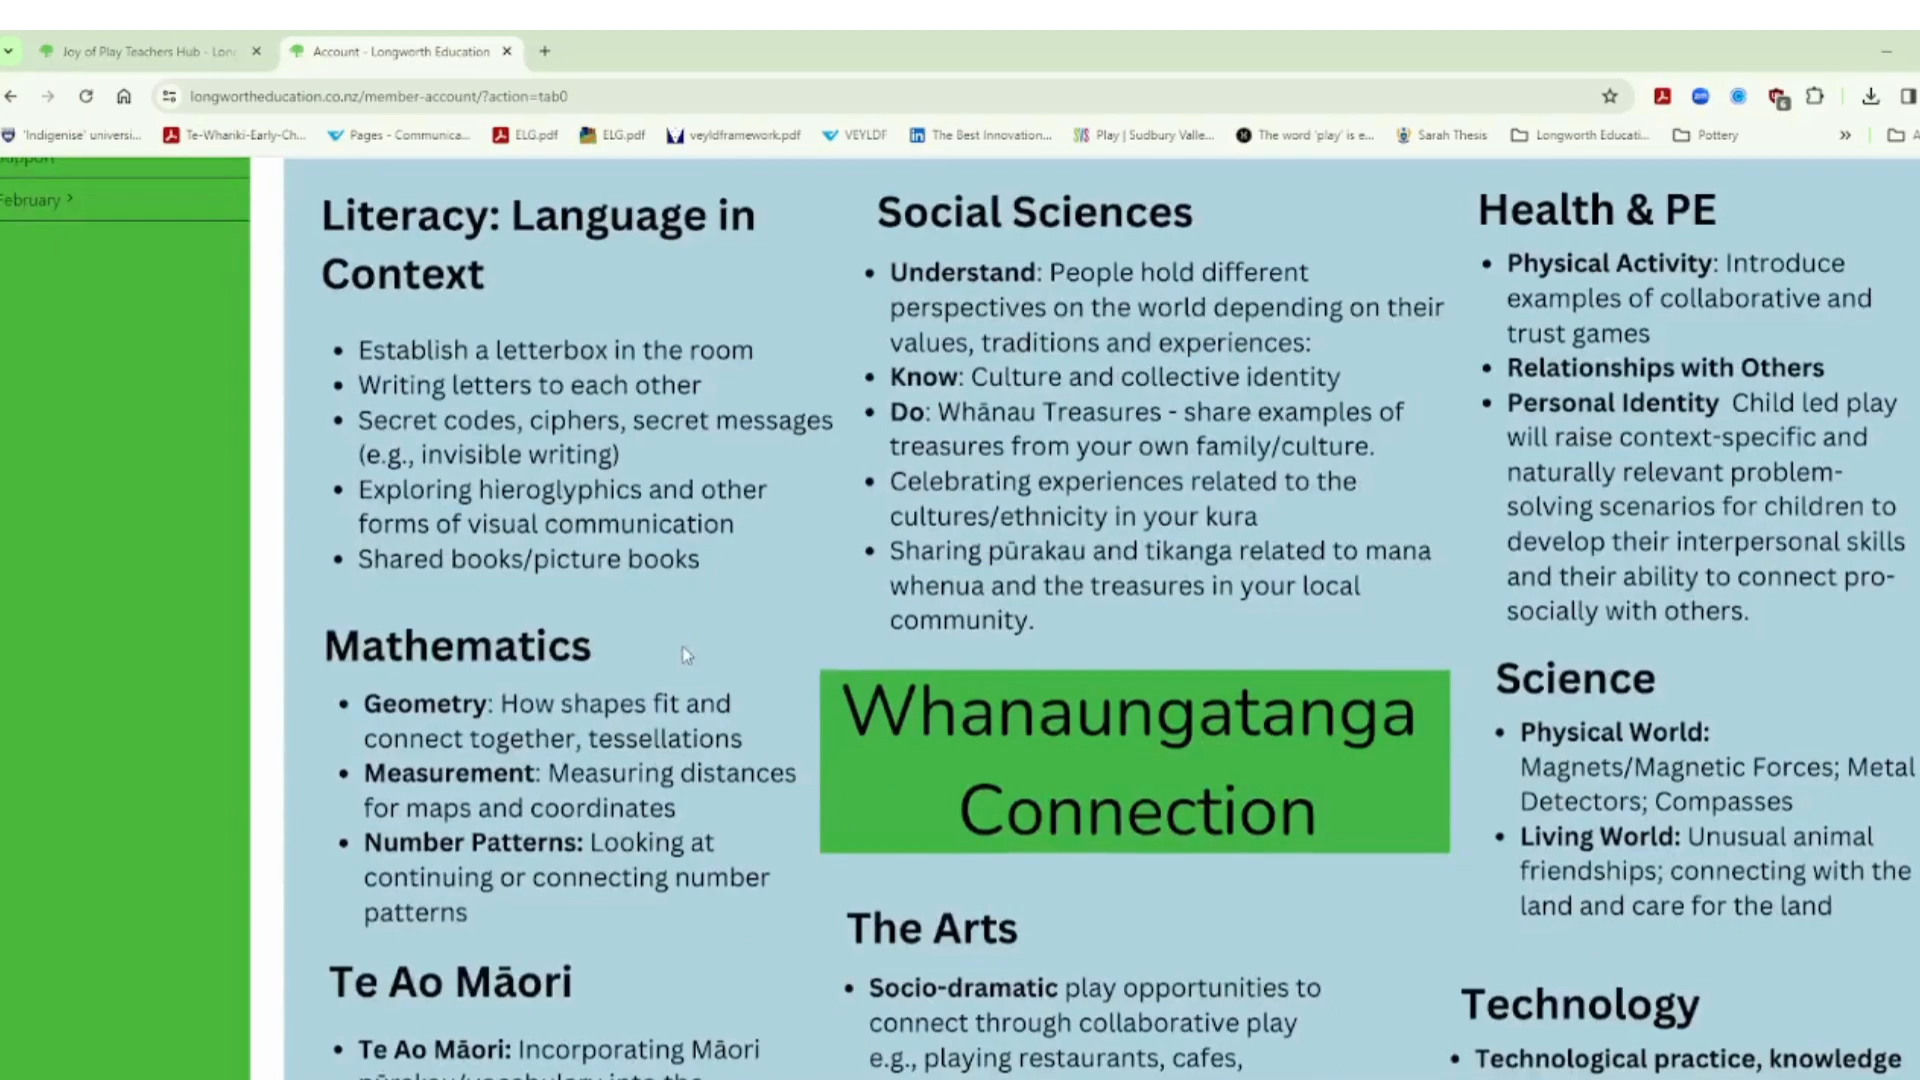 Joy of Play Teachers Hub - Lon
Account - Longworth Education
longwortheducation.co.nz/member-account/?action=tab0
'Indigenise' universi...
Te-Whanki-Early-Ch...
Pages - Communica...
ELG.pdf
ELG.pdf
veyldframework.pdf
VEYLDF
The Best Innovation...
Play | Sudbury Valle...
The word 'play' is e...
Sarah Thesis
Longworth Educati...
Pottery
Support
February >
Literacy: Language in
Context
• Establish a letterbox in the room
• Writing letters to each other
• Secret codes, ciphers, secret messages
(e.g., invisible writing)
• Exploring hieroglyphics and other
forms of visual communication
• Shared books/picture books
Mathematics
• Geometry: How shapes fit and
connect together, tessellations
• Measurement: Measuring distances
for maps and coordinates
• Number Patterns: Looking at
continuing or connecting number
patterns
Te Ao Māori
• Te Ao Māori: Incorporating Māori
Social Sciences
• Understand: People hold different
perspectives on the world depending on their
values, traditions and experiences:
• Know: Culture and collective identity
• Do: Whānau Treasures - share examples of
treasures from your own family/culture.
• Celebrating experiences related to the
cultures/ethnicity in your kura
• Sharing pūrakau and tikanga related to mana
whenua and the treasures in your local
community.
Whanaungatanga
Connection
The Arts
• Socio-dramatic play opportunities to
connect through collaborative play
e.g., playing restaurants, cafes,
Health & PE
• Physical Activity: Introduce
examples of collaborative and
trust games
• Relationships with Others
• Personal Identity Child led play
will raise context-specific and
naturally relevant problem-
solving scenarios for children to
develop their interpersonal skills
and their ability to connect pro-
socially with others.
Science
• Physical World:
Magnets/Magnetic Forces; Metal
Detectors; Compasses
• Living World: Unusual animal
friendships; connecting with the
land and care for the land
Technology
• Technological practice, knowledge